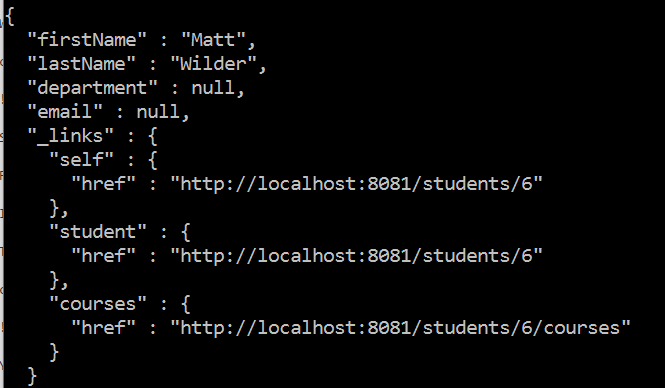 {
  "firstName" : "Matt",
  "lastName" : "Wilder",
  "department" : null,
  "email" : null,
  "_links" : {
    "self" : {
      "href" : "http://localhost:8081/students/6"
    },
    "student" : {
      "href" : "http://localhost:8081/students/6"
    },
    "courses" : {
      "href" : "http://localhost:8081/students/6/courses"
    }
  }